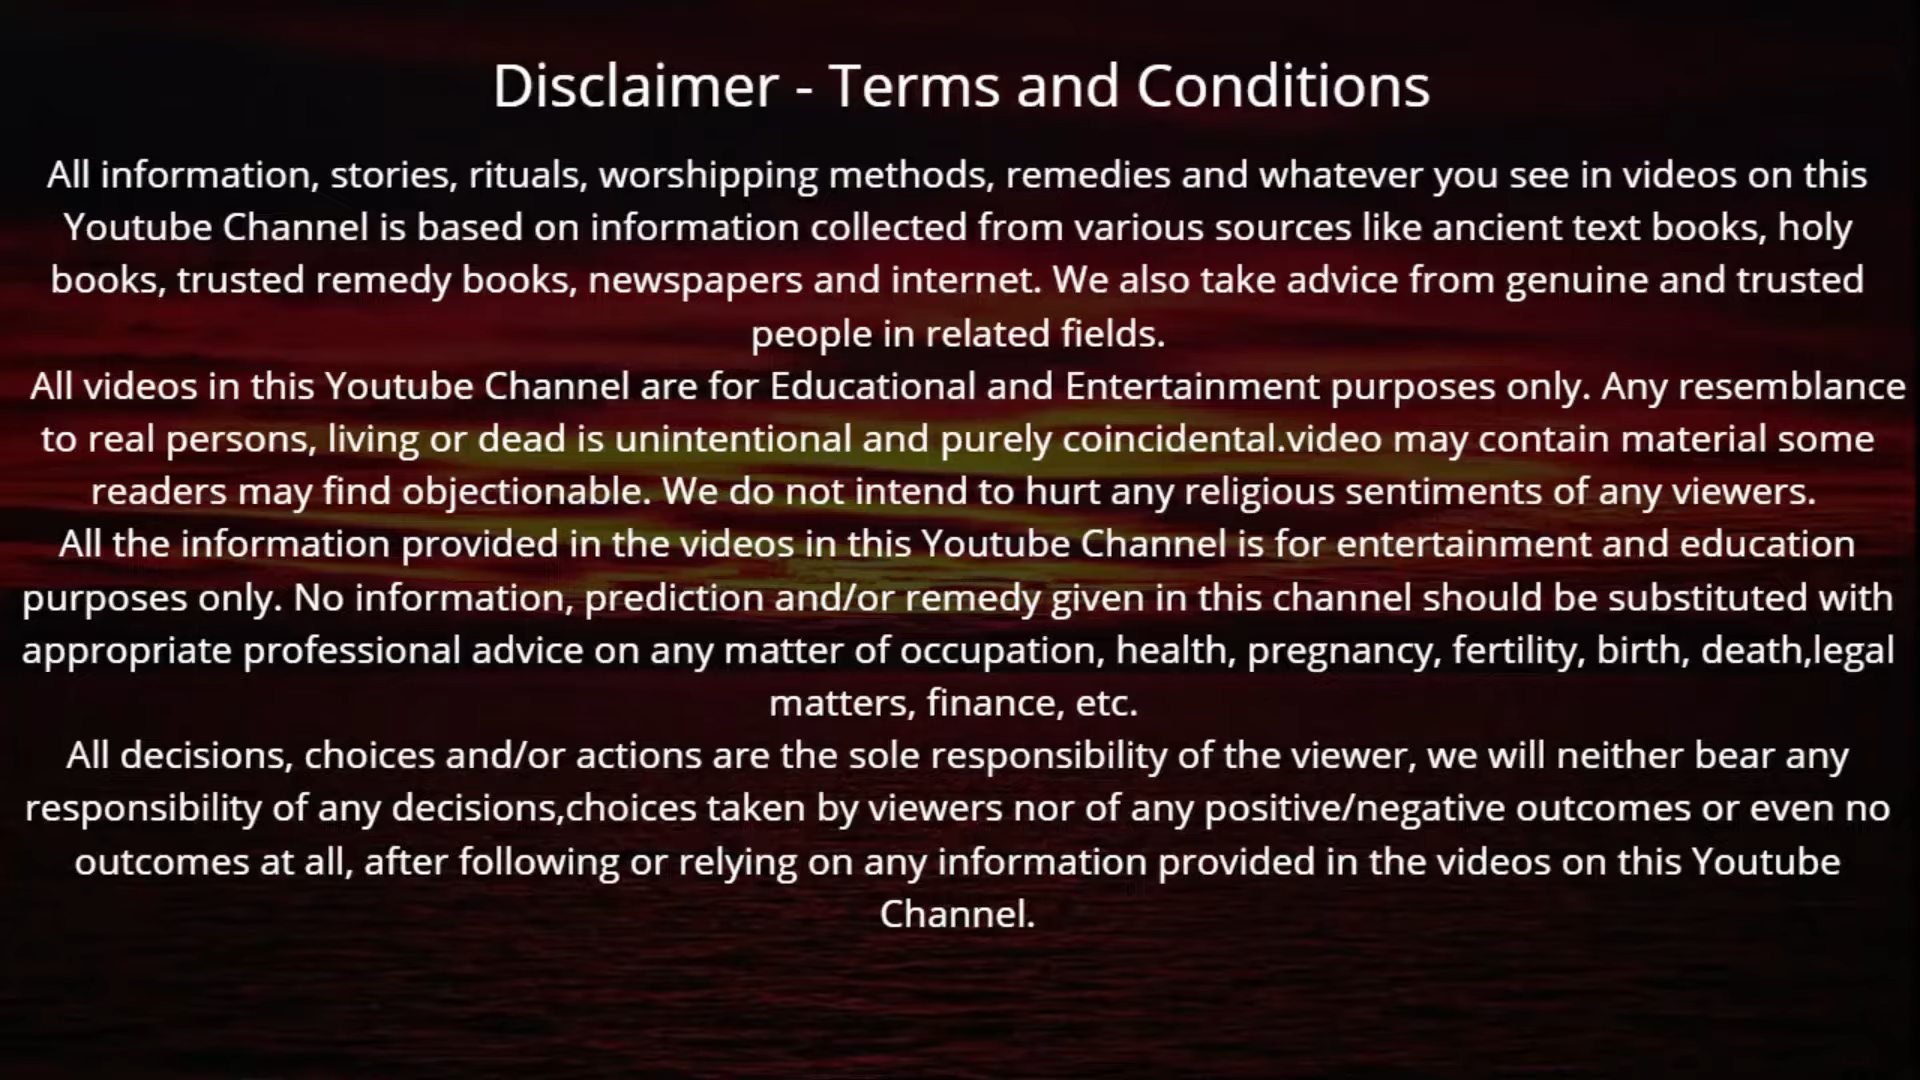 Disclaimer - Terms and Conditions
All information, stories, rituals, worshipping methods, remedies and whatever you see in videos on this
Youtube Channel is based on information collected from various sources like ancient text books, holy
books, trusted remedy books, newspapers and internet. We also take advice from genuine and trusted
people in related fields.
All videos in this Youtube Channel are for Educational and Entertainment purposes only. Any resemblance
to real persons, living or dead is unintentional and purely coincidental.video may contain material some
readers may find objectionable. We do not intend to hurt any religious sentiments of any viewers.
All the information provided in the videos in this Youtube Channel is for entertainment and education
purposes only. No information, prediction and/or remedy given in this channel should be substituted with
appropriate professional advice on any matter of occupation, health, pregnancy, fertility, birth, death,legal
matters, finance, etc.
All decisions, choices and/or actions are the sole responsibility of the viewer, we will neither bear any
responsibility of any decisions,choices taken by viewers nor of any positive/negative outcomes or even no
outcomes at all, after following or relying on any information provided in the videos on this Youtube
Channel.